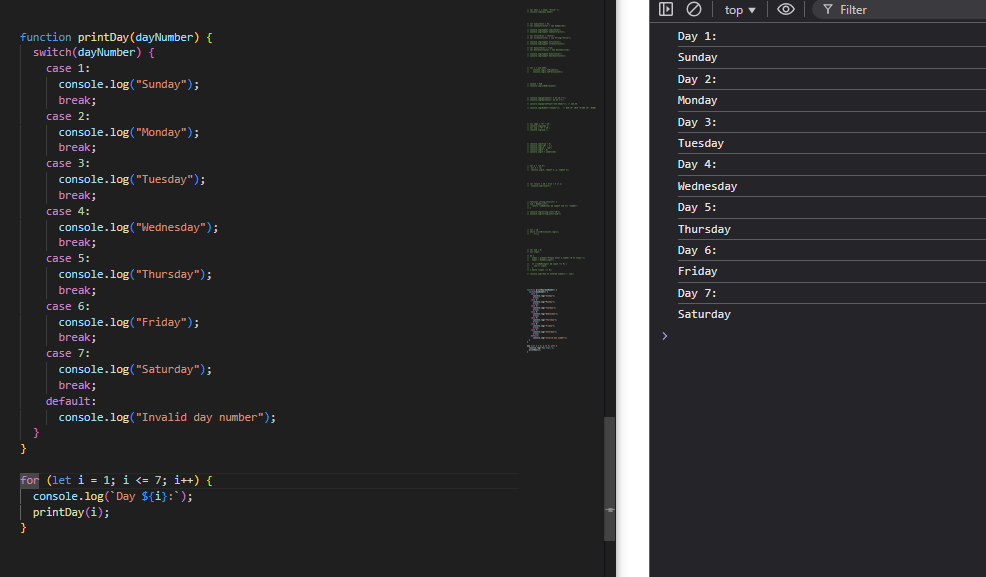 function printDay(dayNumber) {
switch(dayNumber) {
case 1:
console.log("Sunday");
break;
case 2:
console.log("Monday");
break;
case 3:
console.log("Tuesday");
break;
case 4:
console.log("Wednesday");
break;
case 5:
console.log("Thursday");
break;
case 6:
console.log("Friday");
break;
case 7:
console.log("Saturday");
break;
default:
console.log("Invalid day number");
}
}
for (let i = 1; i <= 7; i++) {
console.log(`Day ${i}:`);
printDay(i);
}
top ▼ Filter
Day 1:
Sunday
Day 2:
Monday
Day 3:
Tuesday
Day 4:
Wednesday
Day 5:
Thursday
Day 6:
Friday
Day 7:
Saturday
>